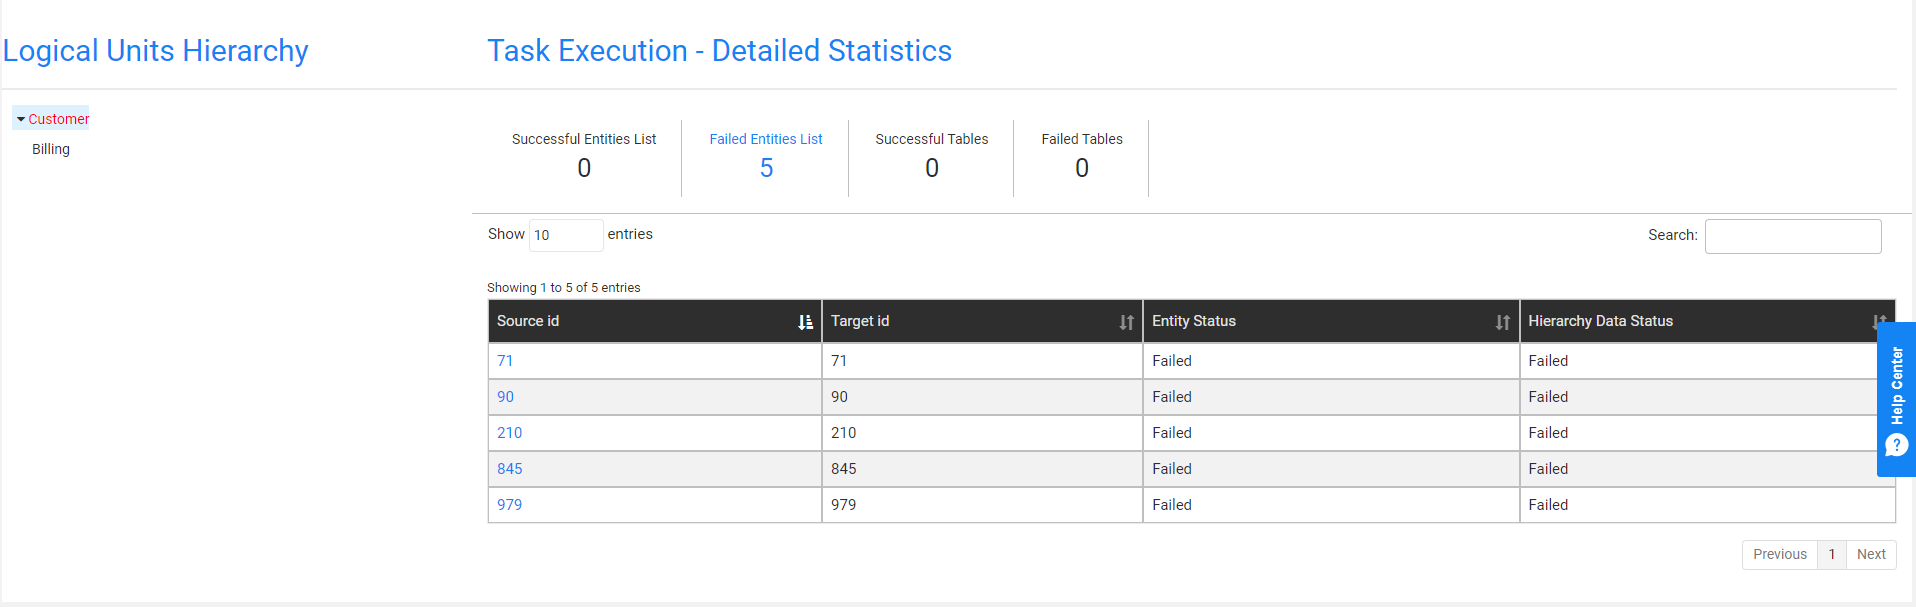 Logical Units Hierarchy
Task Execution - Detailed Statistics
Customer
Billing
Successful Entities List
0
Failed Entities List
5
Successful Tables
0
Failed Tables
0
Show 10 entries
Search:
Showing 1 to 5 of 5 entries
Source id Target id Entity Status Hierarchy Data Status
71 71 Failed Failed
90 90 Failed Failed
210 210 Failed Failed
845 845 Failed Failed
979 979 Failed Failed
Previous 1 Next
Help Center
?